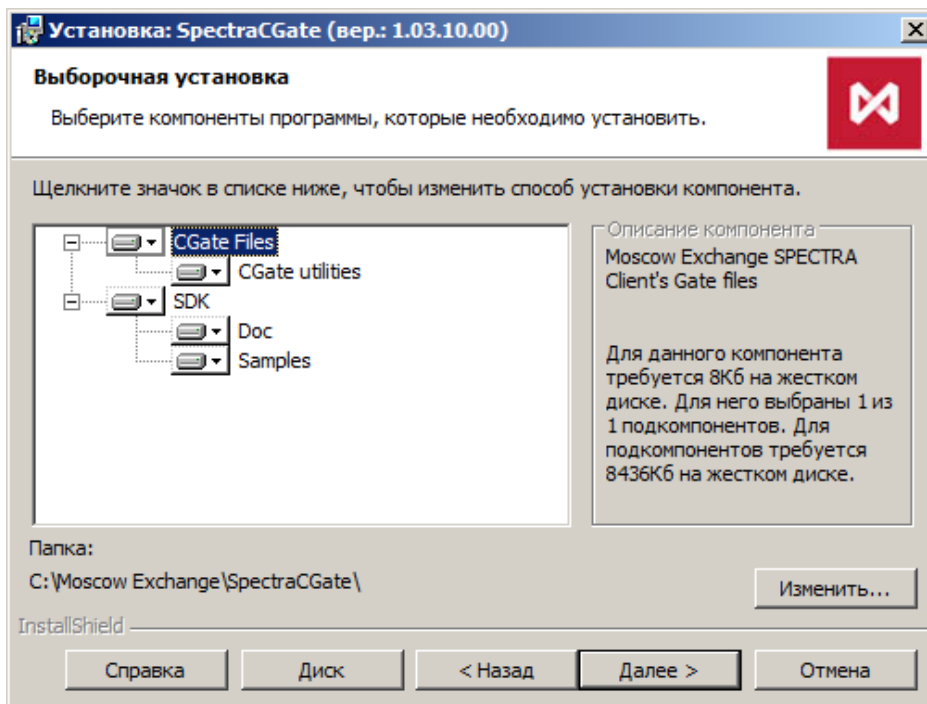 Установка: SpectraCGate (вер.: 1.03.10.00)
Выборочная установка
Выберите компоненты программы, которые необходимо установить.
Щелкните значок в списке ниже, чтобы изменить способ установки компонента.
CGate Files
CGate utilities
SDK
Doc
Samples
Описание компонента
Moscow Exchange SPECTRA
Client's Gate files
Для данного компонента
требуется 8Кб на жестком
диске. Для него выбраны 1 из
1 подкомпонентов. Для
подкомпонентов требуется
8436Кб на жестком диске.
Папка:
C:\Moscow Exchange\SpectraCGate\
Изменить...
InstallShield
Справка
Диск
< Назад
Далее >
Отмена